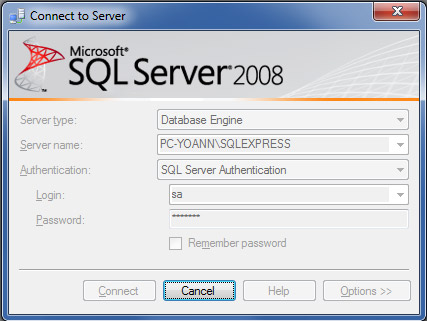 Connect to Server
Microsoft®
SQL Server® 2008
Server type: Database Engine
Server name: PC-YOANN\SQLEXPRESS
Authentication: SQL Server Authentication
Login: sa
Password: *******
Remember password
Connect Cancel Help Options >>